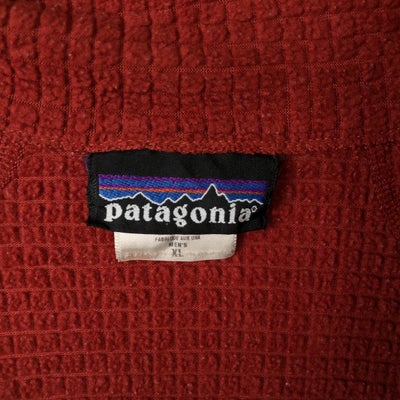 patagonia®
FABRIQUÉ AUX USA
MEN'S
XL